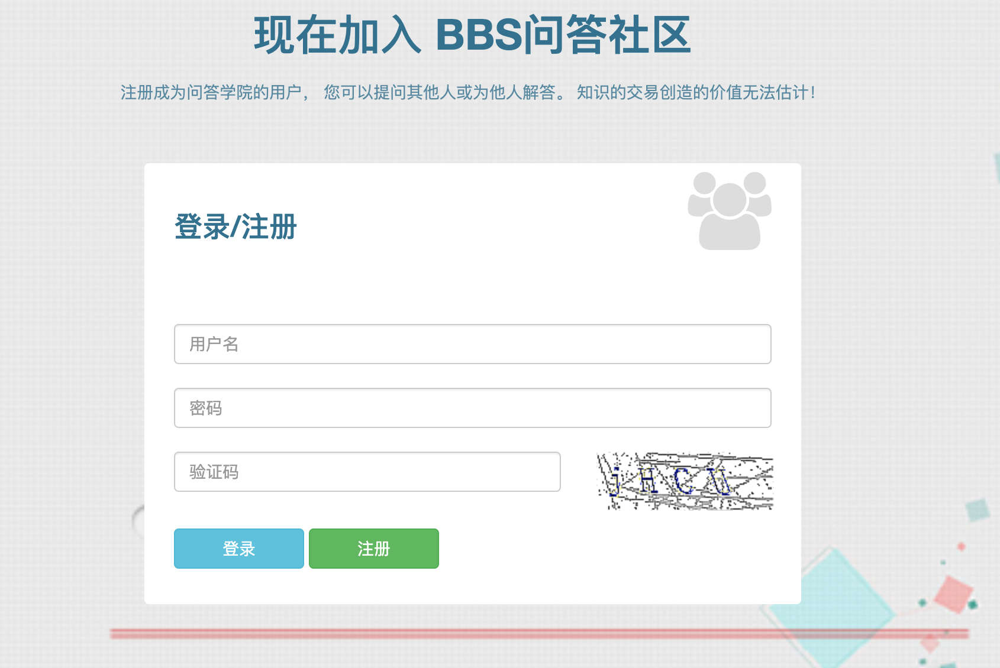 现在加入 BBS问答社区
注册成为问答学院的用户， 您可以提问其他人或为他人解答。 知识的交易创造的价值无法估计！
登录/注册
用户名
密码
验证码
登录 注册